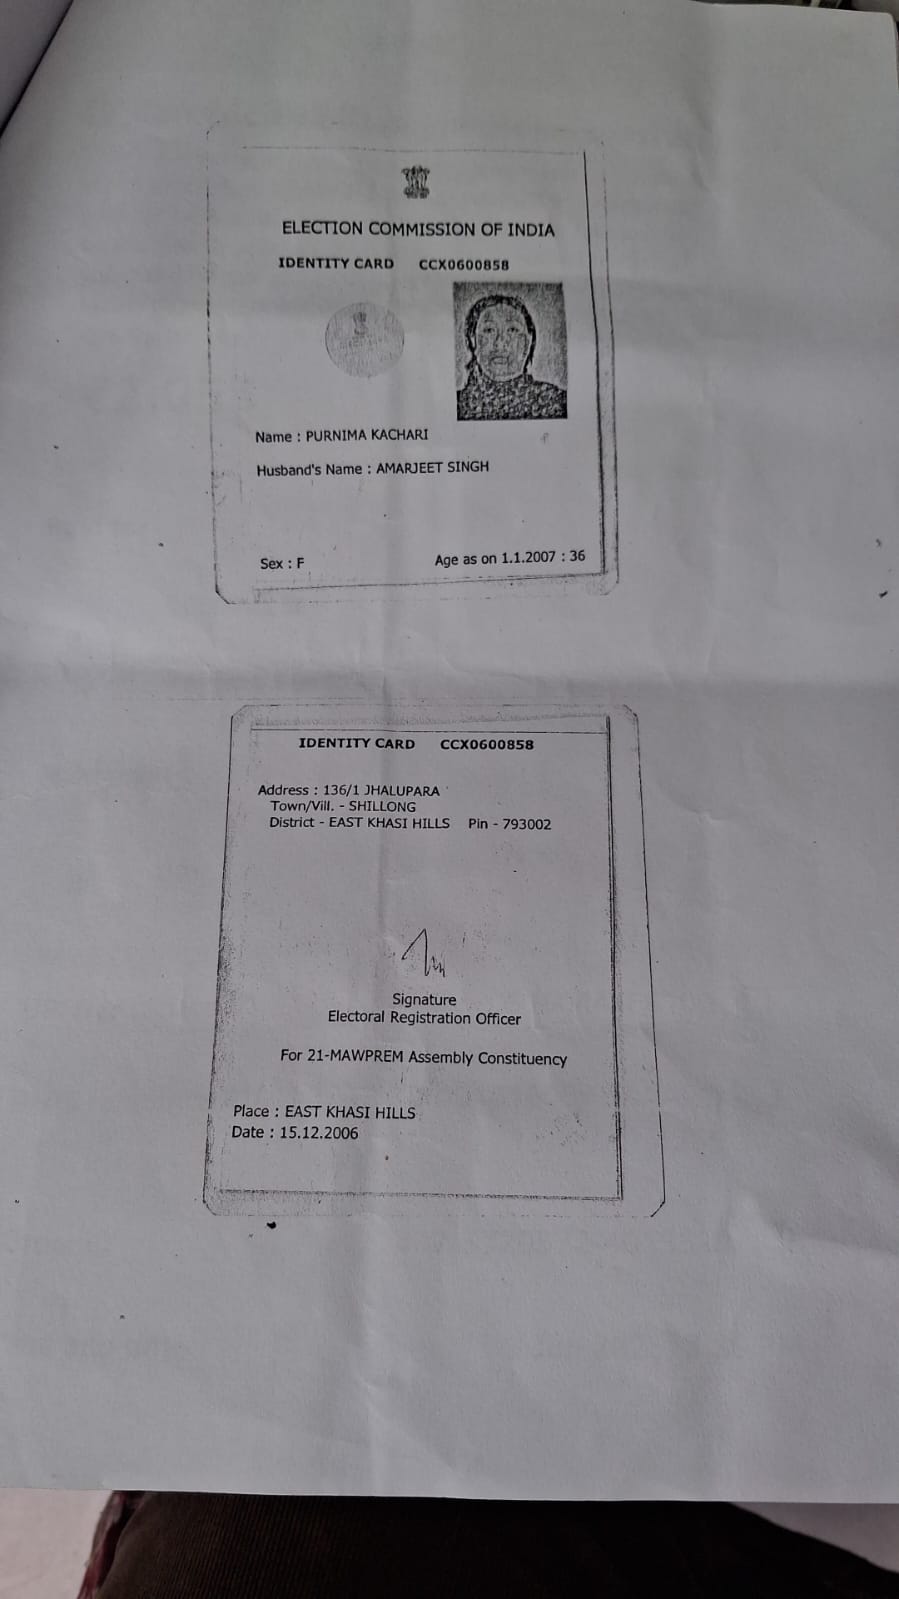 ELECTION COMMISSION OF INDIA
IDENTITY CARD CCX0600858
Name : PURNIMA KACHARI
Husband's Name : AMARJEET SINGH
Sex : F Age as on 1.1.2007 : 36
IDENTITY CARD CCX0600858
Address : 136/1 JHALUPARA
Town/Vill. - SHILLONG
District - EAST KHASI HILLS Pin - 793002
Signature
Electoral Registration Officer
For 21-MAWPREM Assembly Constituency
Place : EAST KHASI HILLS
Date : 15.12.2006